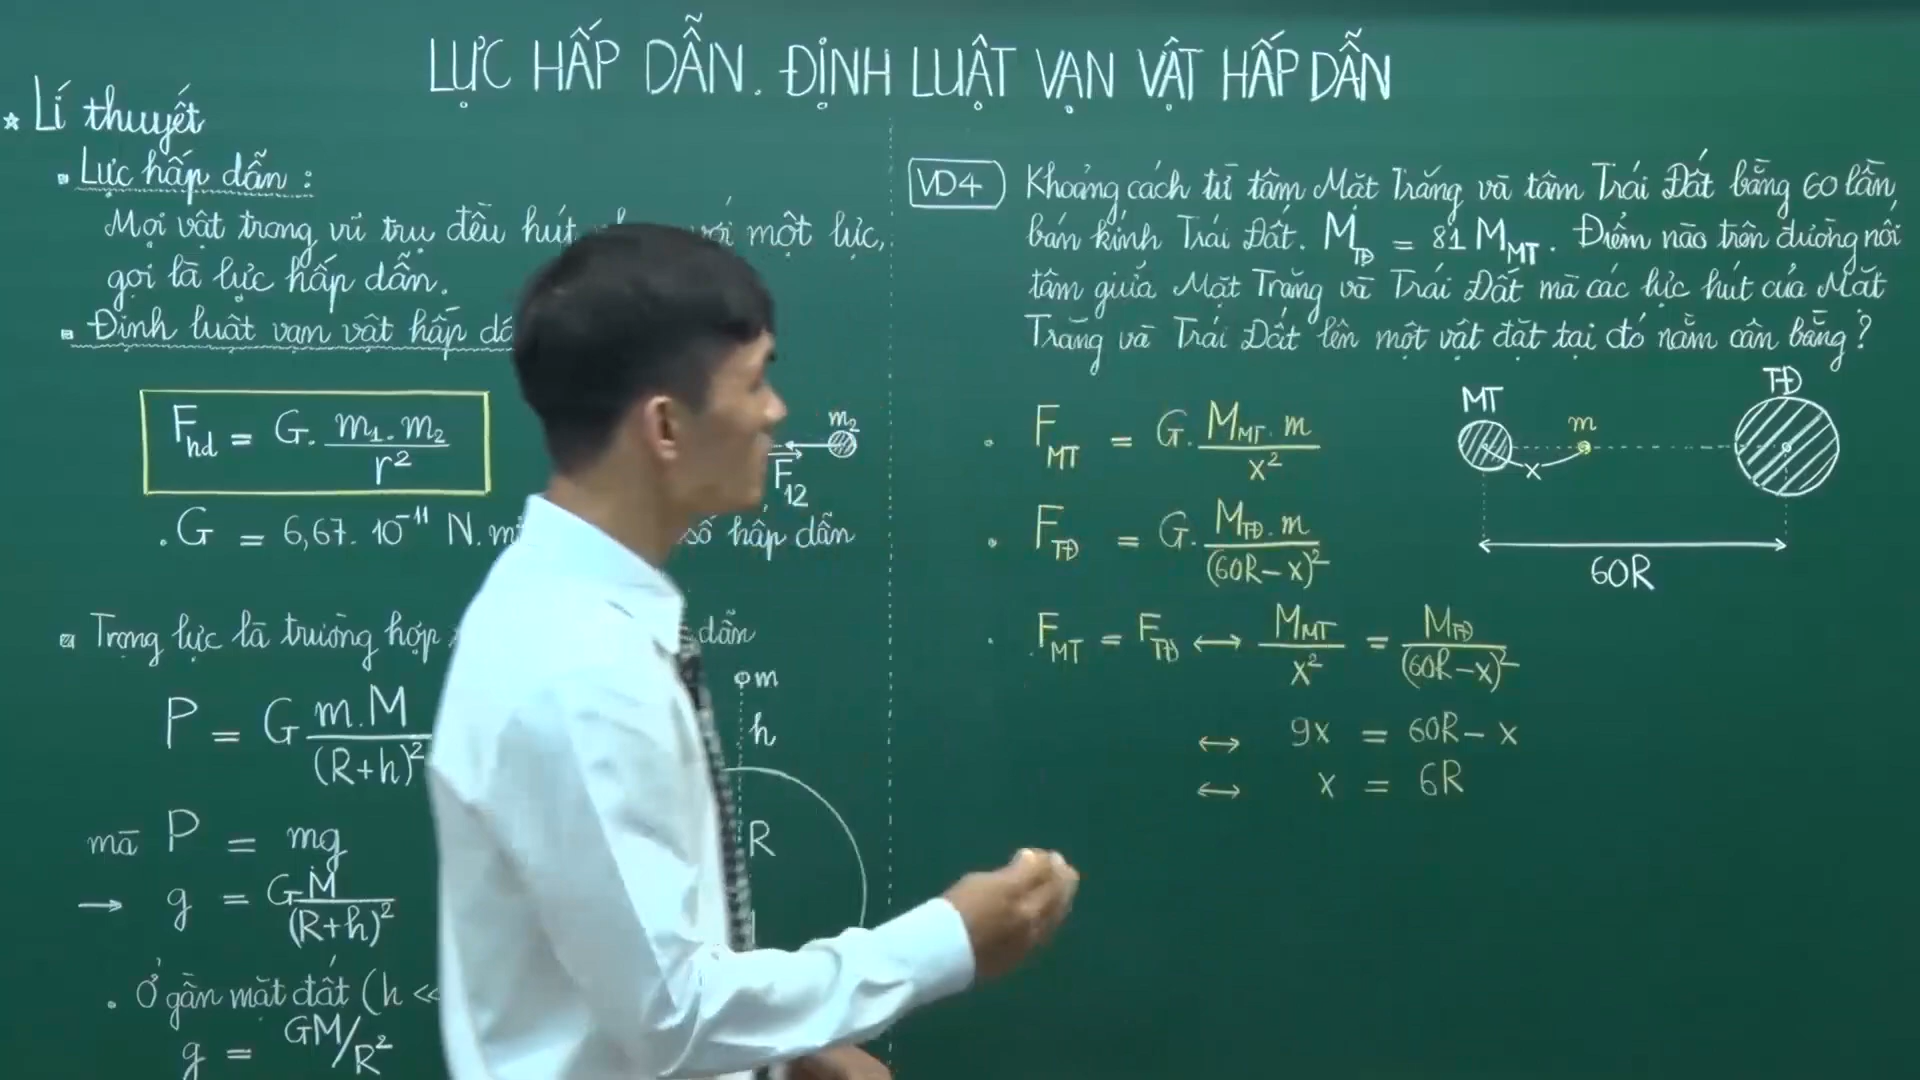 LỰC HẤP DẪN. ĐỊNH LUẬT VẠN VẬT HẤP DẪN
* Lí thuyết
Lực hấp dẫn :
Mọi vật trong vũ trụ đều hút với một lực,
gọi là lực hấp dẫn.
Định luật vạn vật hấp
F_hd = G. m₁.m₂ / r²
m₂
F₁₂
. G = 6,67. 10⁻¹¹ N. số hấp dẫn
Trọng lực là trường hợp dẫn
P = G m.M / (R+h)²
mà P = mg
→ g = GM / (R+h)²
. Ở gần mặt đất (h <<
g = GM/R²
m
h
R
VD4 Khoảng cách từ tâm Mặt Trăng và tâm Trái Đất bằng 60 lần
bán kính Trái Đất. M_TĐ = 81 M_MT. Điểm nào trên đường nối
tâm giữa Mặt Trăng và Trái Đất mà các lực hút của Mặt
Trăng và Trái Đất lên một vật đặt tại đó nằm cân bằng?
. F_MT = G. M_MT.m / x²
. F_TĐ = G. M_TĐ.m / (60R-x)²
. F_MT = F_TĐ ↔ M_MT / x² = M_TĐ / (60R-x)²
↔ 9x = 60R-x
↔ x = 6R
MT
m
TĐ
x
60R